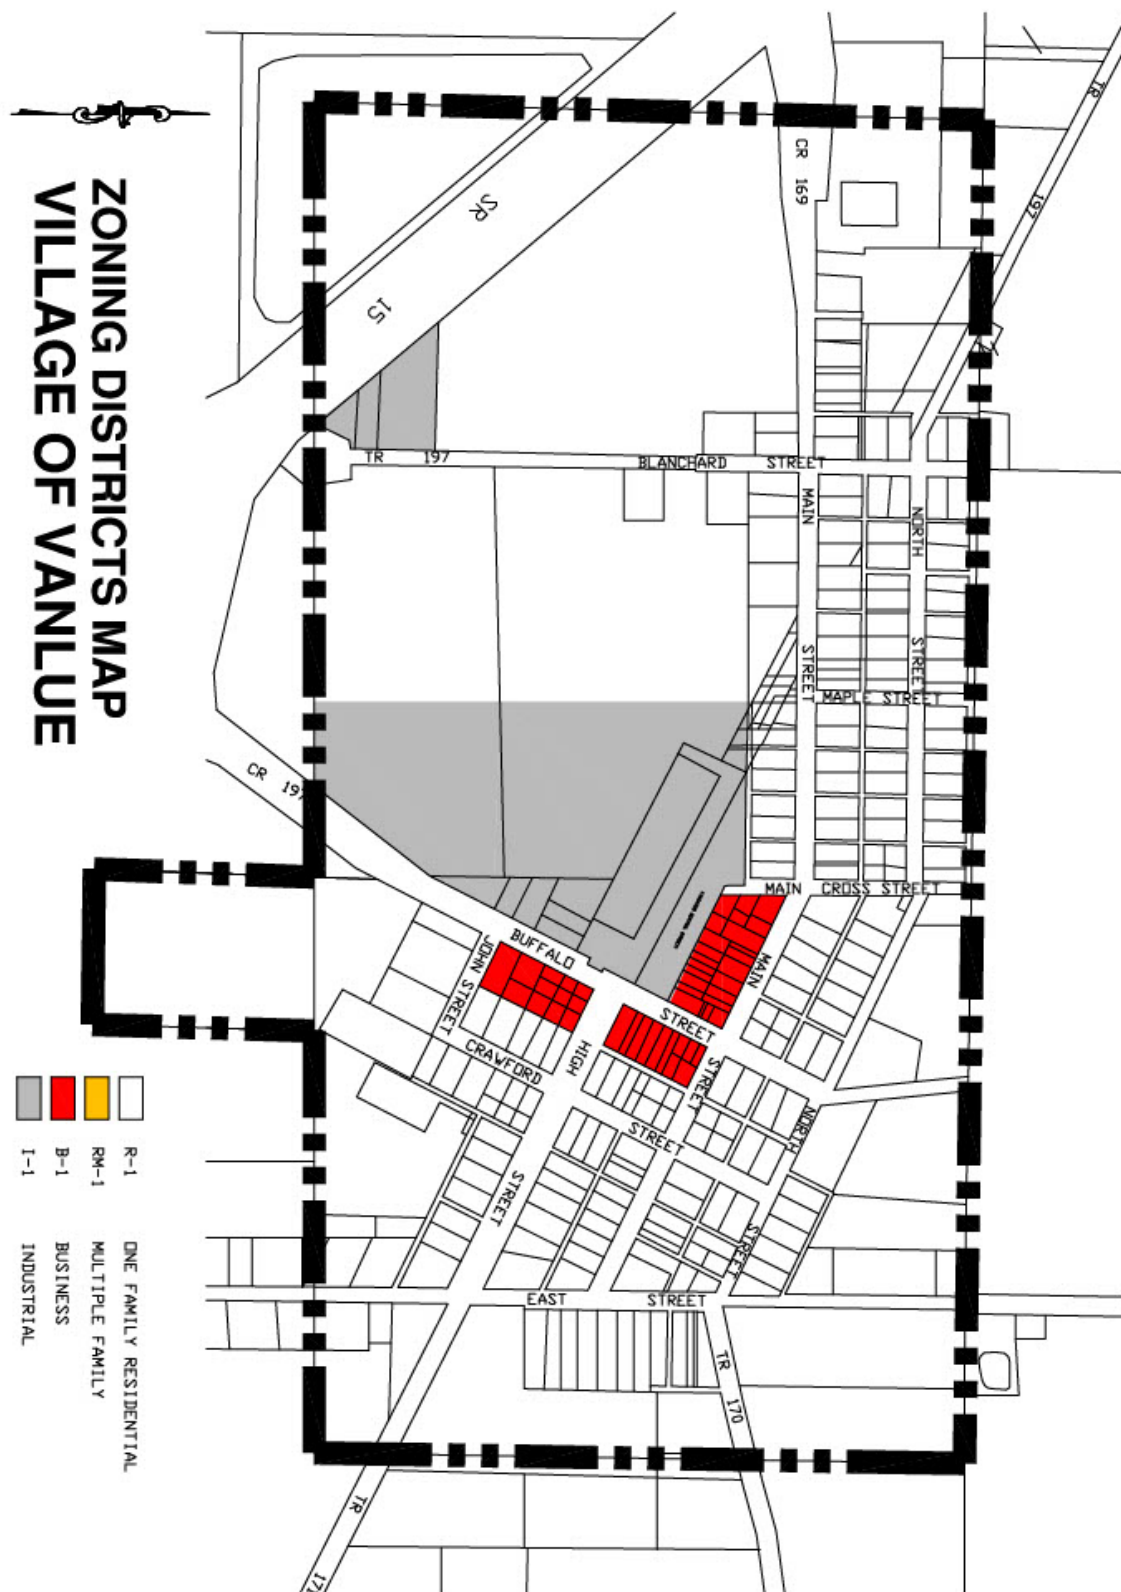 ZONING DISTRICTS MAP
VILLAGE OF VANLUE
R-1 ONE FAMILY RESIDENTIAL
RM-1 MULTIPLE FAMILY
B-1 BUSINESS
I-1 INDUSTRIAL
TR 197
CR 169
SR 15
TR 197
BLANCHARD STREET
MAIN STREET
NORTH STREE
MAPLE STREET
CR 197
MAIN CROSS STREET
BUFFALO STREET
MAIN STREET
JOHN STREET
CRAWFORD STREET
HIGH STREET
NORTH STREET
EAST STREET
TR 170
TR 17